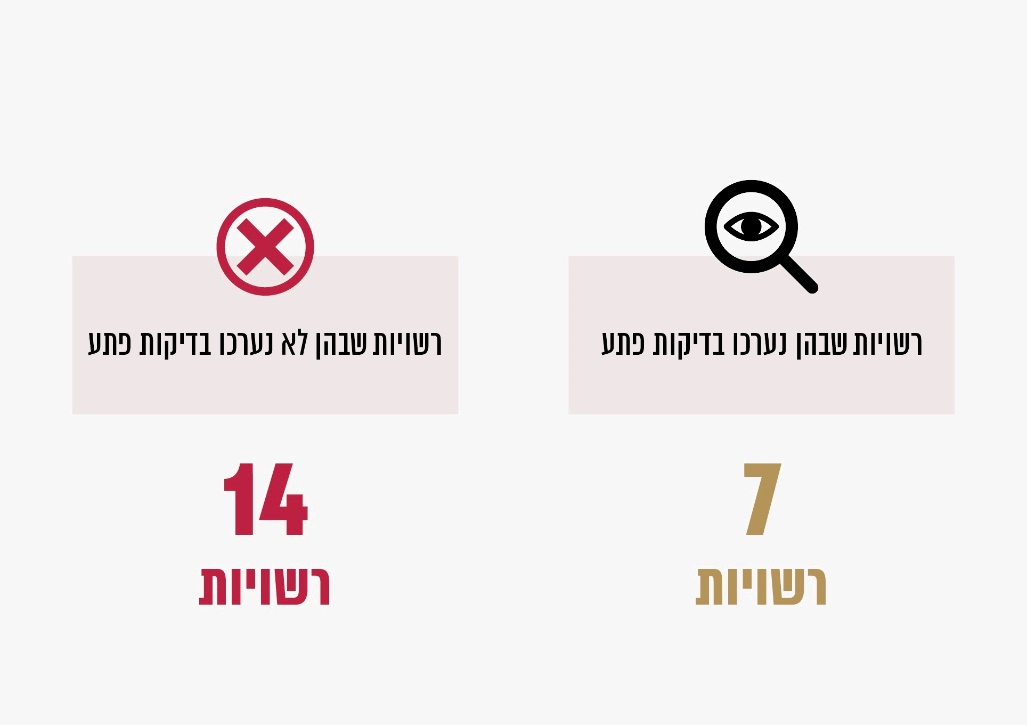 רשויות שבהן נערכו בדיקות פתע
7
רשויות
רשויות שבהן לא נערכו בדיקות פתע
14
רשויות